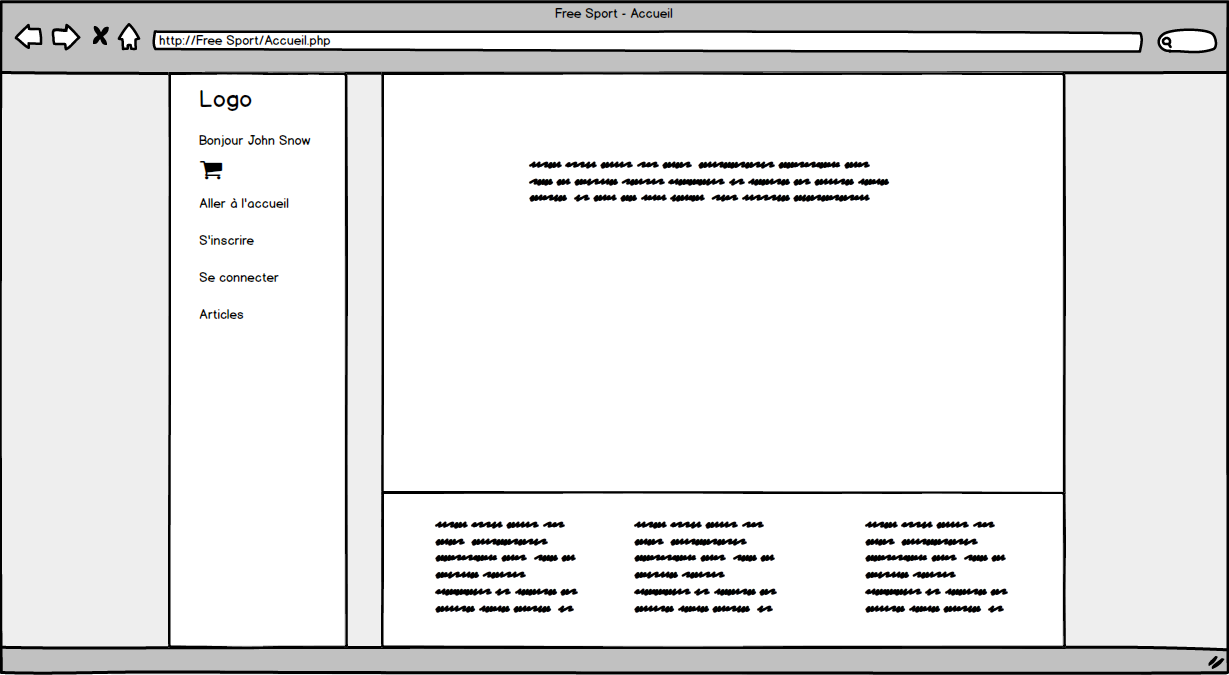 Free Sport - Accueil
http://Free Sport/Accueil.php
Logo
Bonjour John Snow
Aller à l'accueil
S'inscrire
Se connecter
Articles